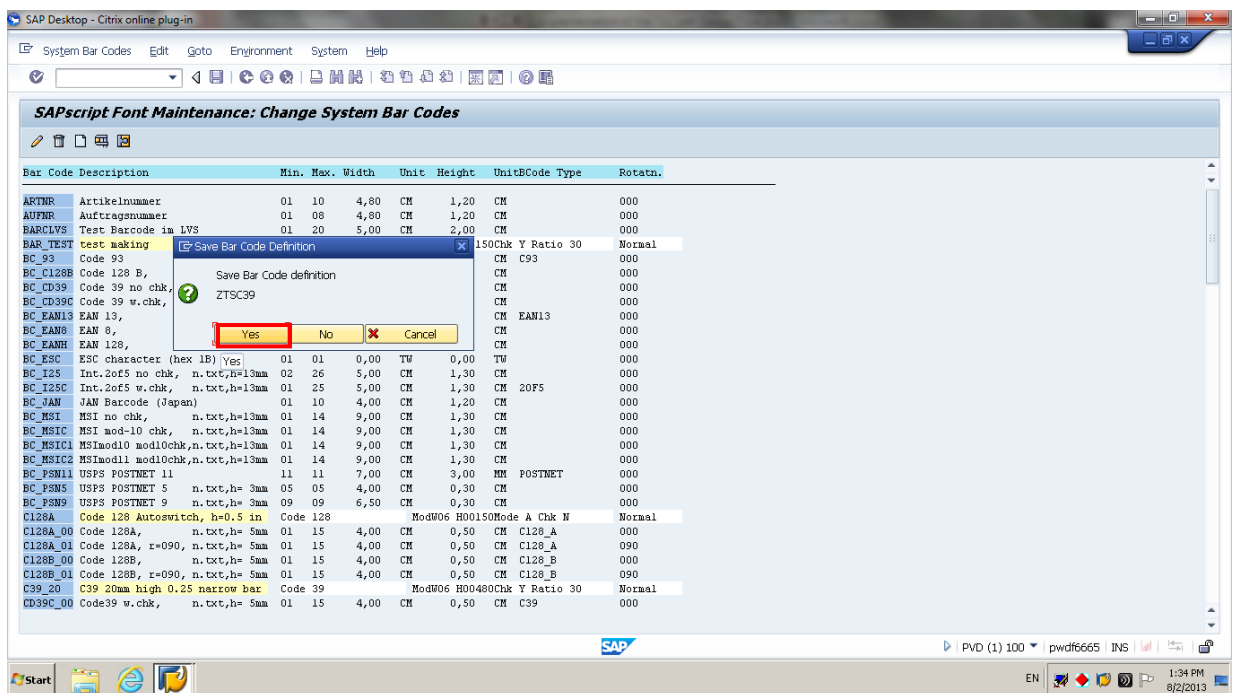 SAP Desktop - Citrix online plug-in
System Bar Codes Edit Goto Environment System Help
SAPscript Font Maintenance: Change System Bar Codes
Bar Code Description Min. Max. Width Unit Height UnitBCode Type Rotatn.
ARTNR Artikelnummer 01 10 4,80 CM 1,20 CM 000
AUFNR Auftragsnummer 01 08 4,80 CM 1,20 CM 000
BARCLVS Test Barcode im LVS 01 20 5,00 CM 2,00 CM 000
BAR_TEST test making 150Chk Y Ratio 30 Normal
Save Bar Code Definition
BC_93 Code 93 CM C93 000
BC_C128B Code 128 B, CM 000
Save Bar Code definition
BC_CD39 Code 39 no chk, CM 000
ZTSC39
BC_CD39C Code 39 w.chk, CM 000
BC_EAN13 EAN 13, CM EAN13 000
BC_EAN8 EAN 8, CM 000
Yes No Cancel
BC_EANH EAN 128, CM 000
BC_ESC ESC character (hex 1B) 01 01 0,00 TW 0,00 TW 000
Yes
BC_I25 Int.2of5 no chk, n.txt,h=13mm 02 26 5,00 CM 1,30 CM 000
BC_I25C Int.2of5 w.chk, n.txt,h=13mm 01 25 5,00 CM 1,30 CM 2OF5 000
BC_JAN JAN Barcode (Japan) 01 10 4,00 CM 1,20 CM 000
BC_MSI MSI no chk, n.txt,h=13mm 01 14 9,00 CM 1,30 CM 000
BC_MSIC MSI mod-10 chk, n.txt,h=13mm 01 14 9,00 CM 1,30 CM 000
BC_MSIC1 MSImod10 mod10chk,n.txt,h=13mm 01 14 9,00 CM 1,30 CM 000
BC_MSIC2 MSImod11 mod10chk,n.txt,h=13mm 01 14 9,00 CM 1,30 CM 000
BC_PSN11 USPS POSTNET 11 11 11 7,00 CM 3,00 MM POSTNET 000
BC_PSN5 USPS POSTNET 5 n.txt,h= 3mm 05 05 4,00 CM 0,30 CM 000
BC_PSN9 USPS POSTNET 9 n.txt,h= 3mm 09 09 6,50 CM 0,30 CM 000
C128A Code 128 Autoswitch, h=0.5 in Code 128 ModW06 H00150Mode A Chk N Normal
C128A_00 Code 128A, n.txt,h= 5mm 01 15 4,00 CM 0,50 CM C128_A 000
C128A_01 Code 128A, r=090, n.txt,h= 5mm 01 15 4,00 CM 0,50 CM C128_A 090
C128B_00 Code 128B, n.txt,h= 5mm 01 15 4,00 CM 0,50 CM C128_B 000
C128B_01 Code 128B, r=090, n.txt,h= 5mm 01 15 4,00 CM 0,50 CM C128_B 090
C39_20 C39 20mm high 0.25 narrow bar Code 39 ModW06 H00480Chk Y Ratio 30 Normal
CD39C_00 Code39 w.chk, n.txt,h= 5mm 01 15 4,00 CM 0,50 CM C39 000
SAP PVD (1) 100 pwdf6665 INS
Start EN 1:34 PM
8/2/2013